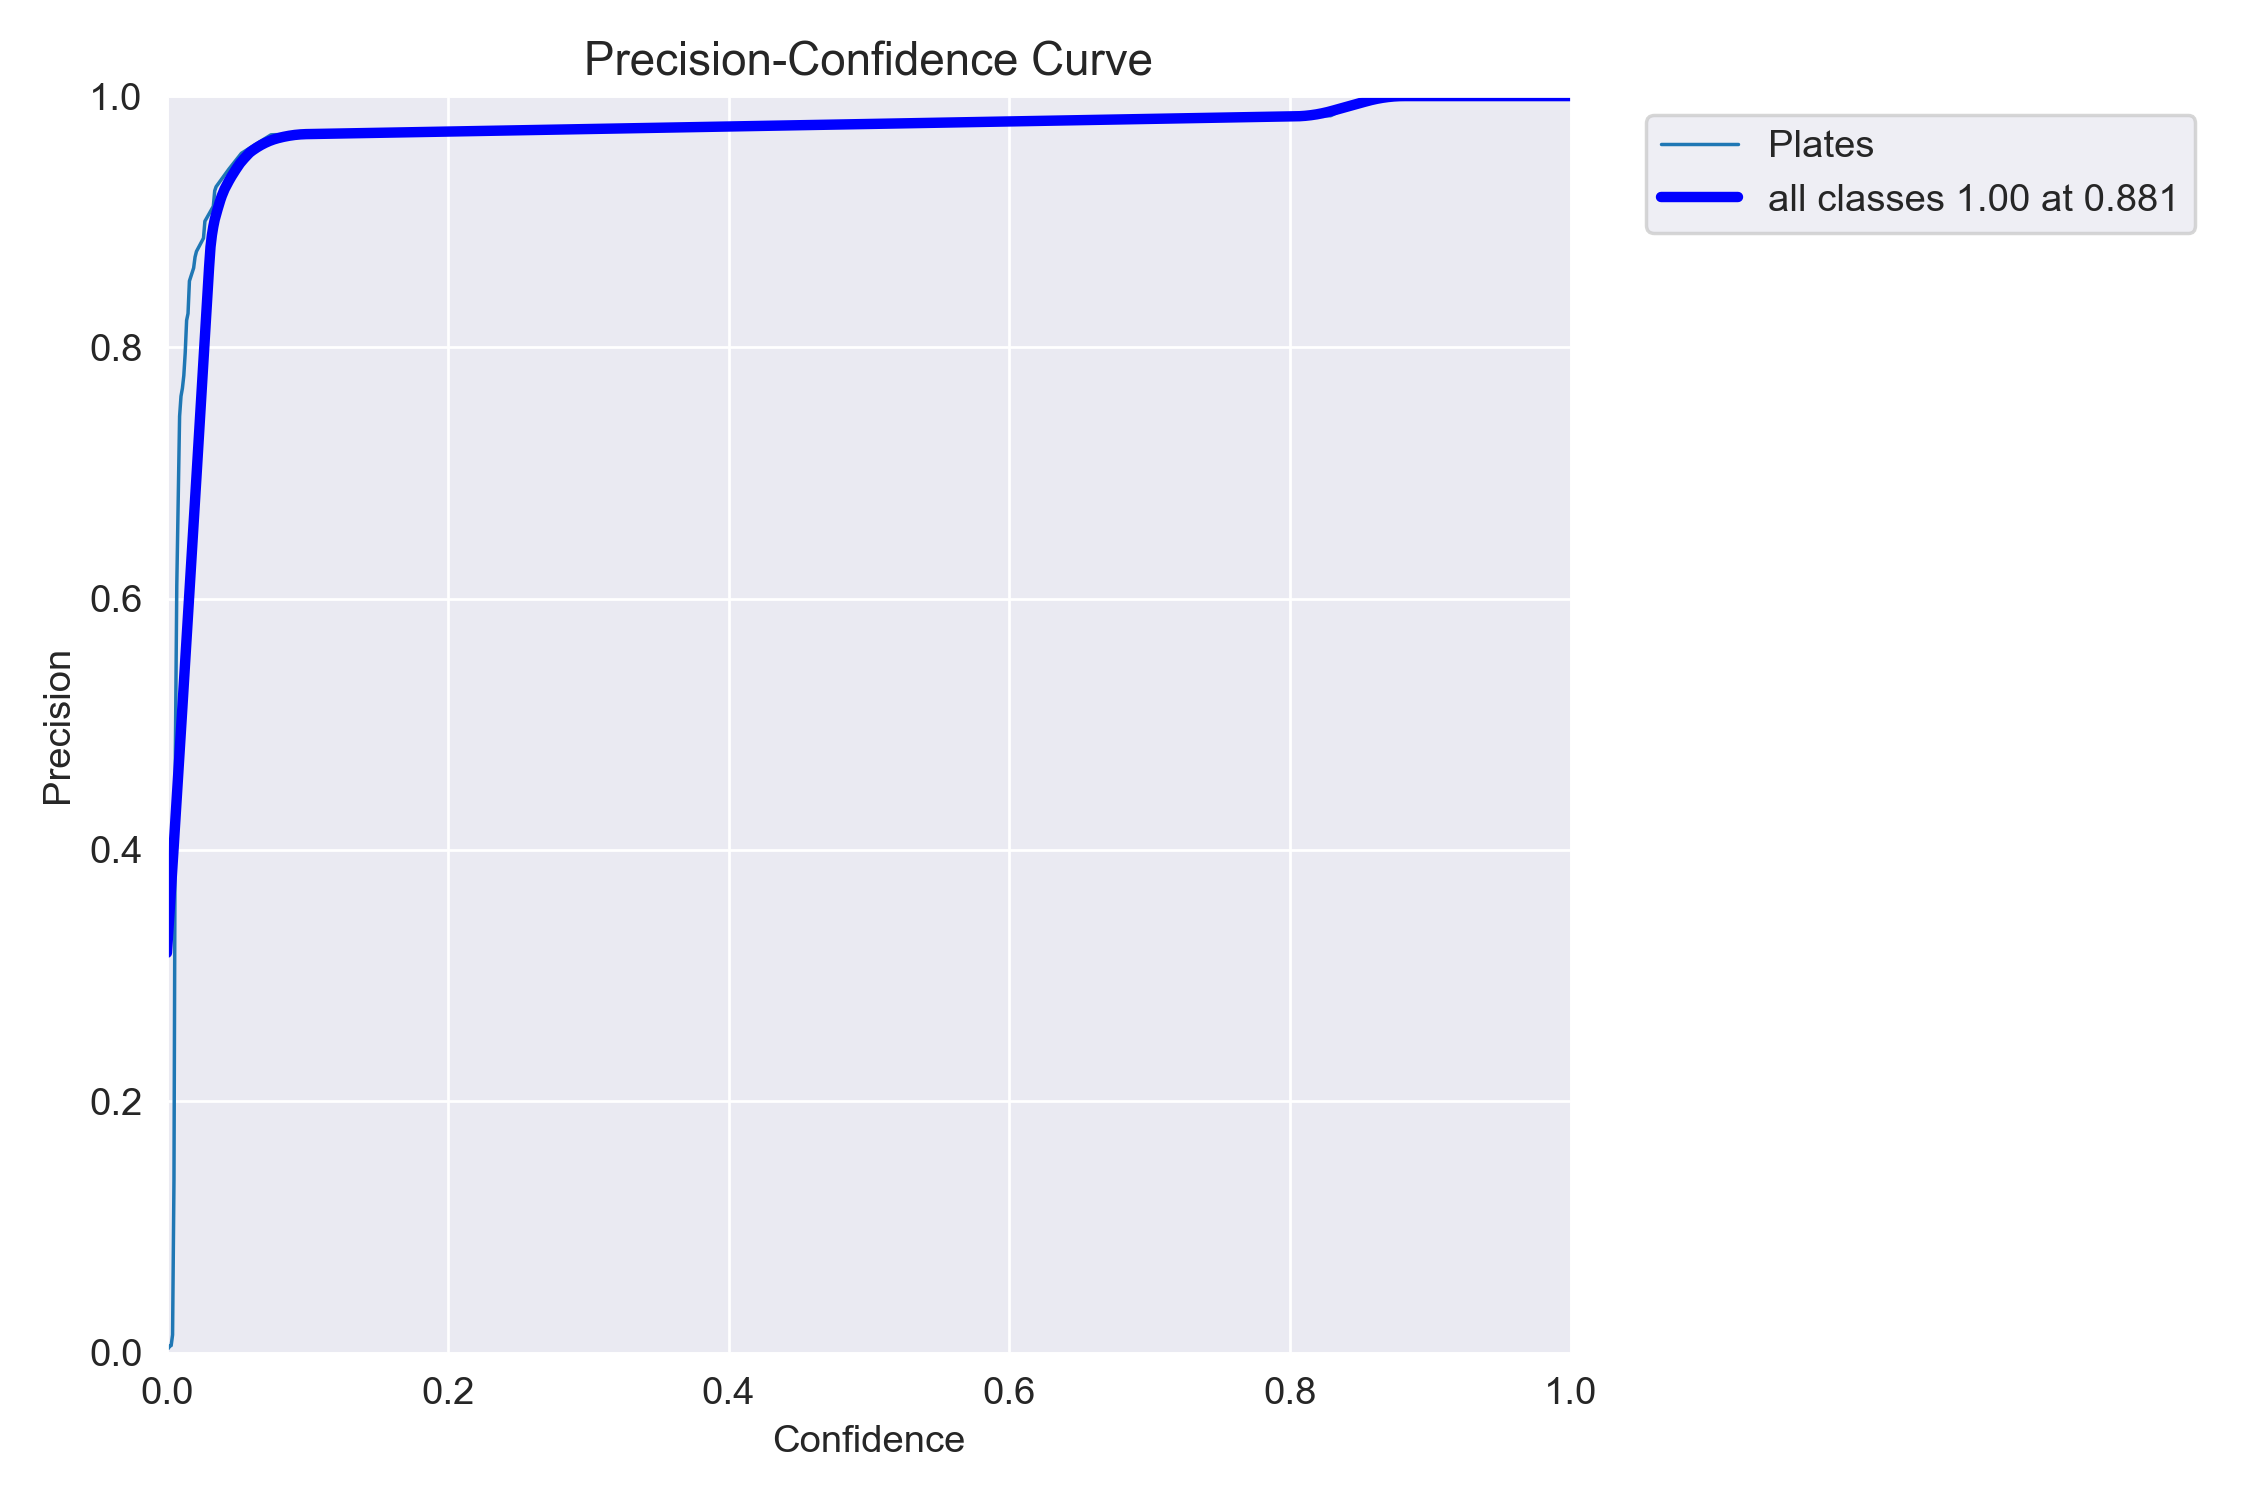 Precision-Confidence Curve
1.0
0.8
0.6
0.4
0.2
0.0
Precision
0.0 0.2 0.4 0.6 0.8 1.0
Confidence
Plates
all classes 1.00 at 0.881